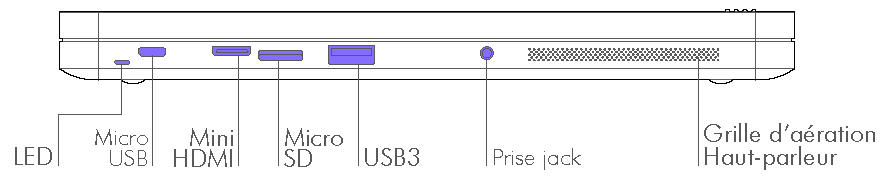 LED
Micro
USB
Mini
HDMI
Micro
SD
USB3
Prise jack
Grille d'aération
Haut-parleur